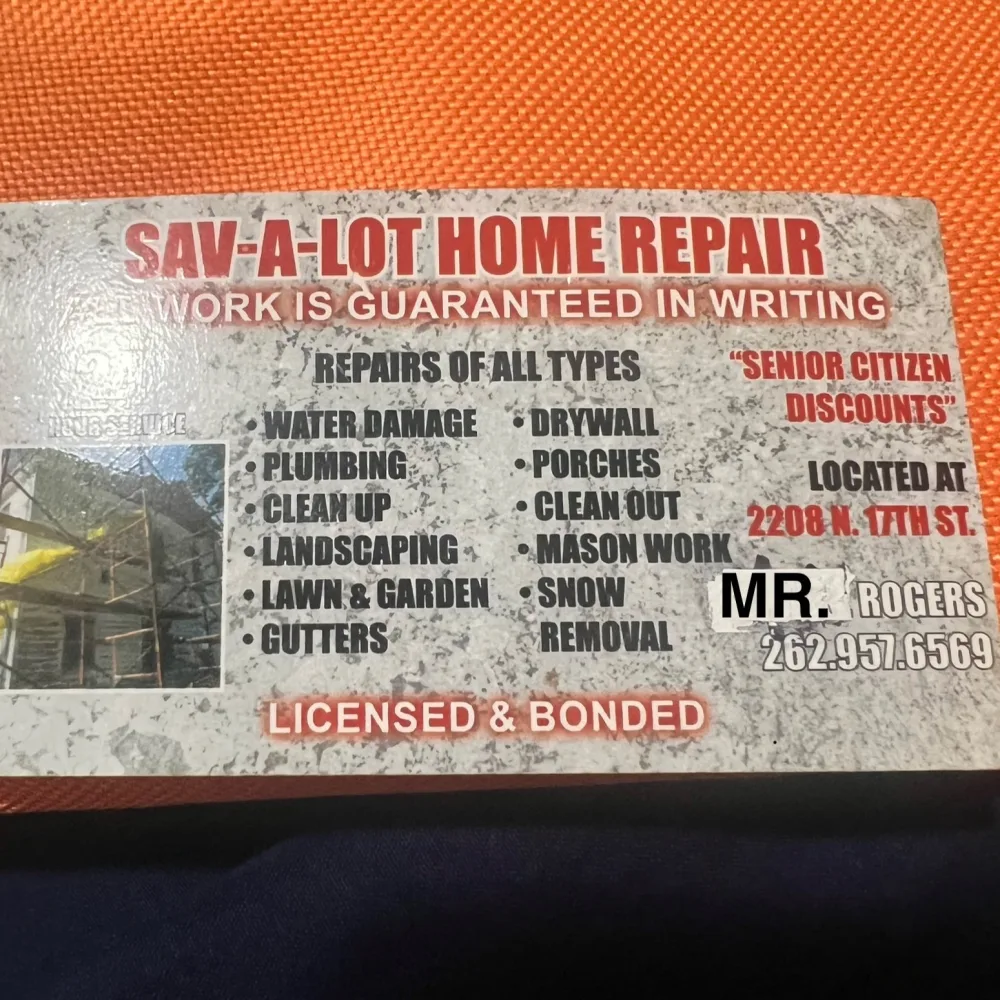 SAV-A-LOT HOME REPAIR
WORK IS GUARANTEED IN WRITING
REPAIRS OF ALL TYPES
"SENIOR CITIZEN
DISCOUNTS"
HOUR SERVICE
• WATER DAMAGE
• PLUMBING
• CLEAN UP
• LANDSCAPING
• LAWN & GARDEN
• GUTTERS
• DRYWALL
• PORCHES
• CLEAN OUT
• MASON WORK
• SNOW
REMOVAL
LOCATED AT
2208 N. 17TH ST.
MR. ROGERS
262.957.6569
LICENSED & BONDED